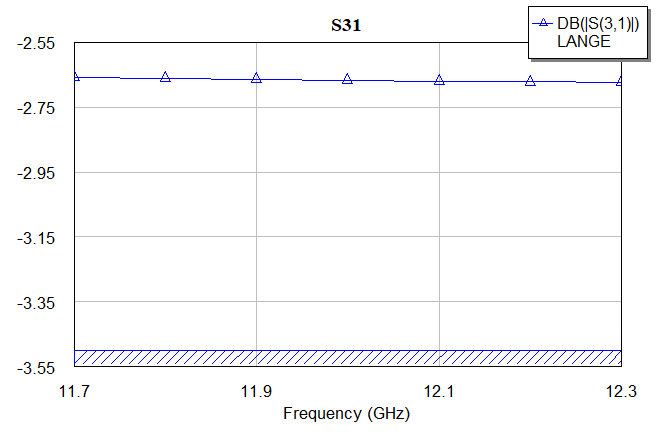 S31
DB(|S(3,1)|)
LANGE
-2.55
-2.75
-2.95
-3.15
-3.35
-3.55
11.7 11.9 12.1 12.3
Frequency (GHz)